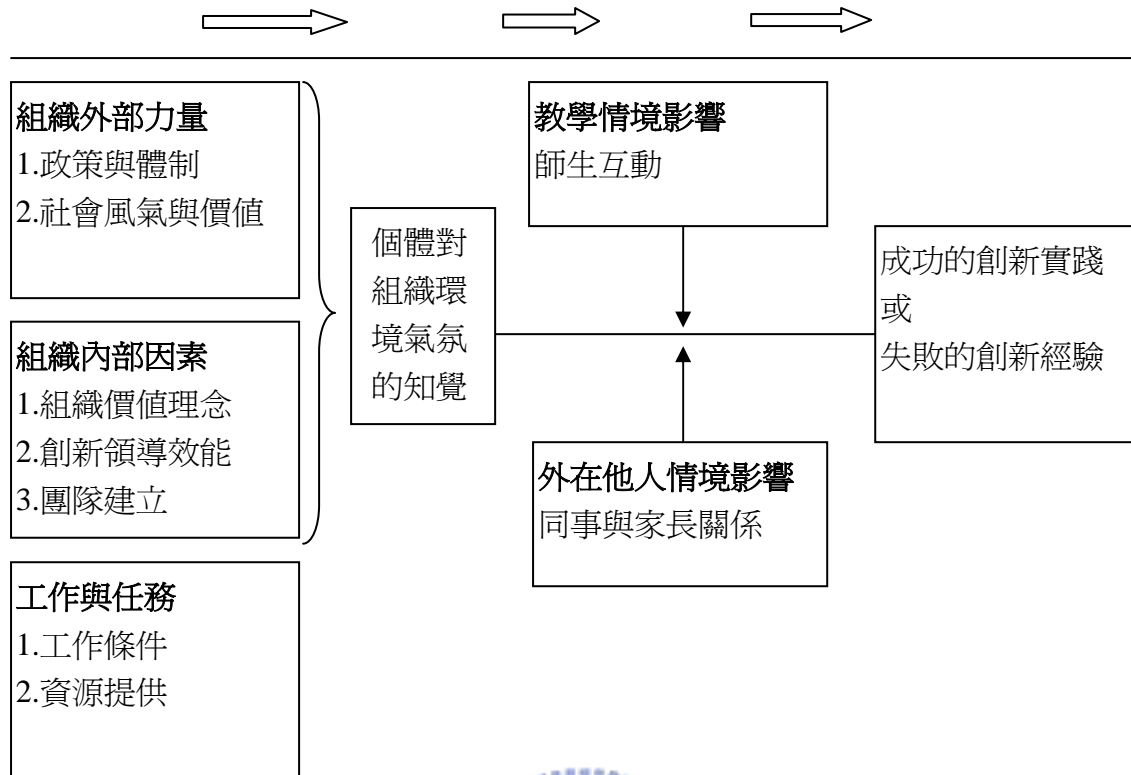 組織外部力量
1.政策與體制
2.社會風氣與價值
組織內部因素
1.組織價值理念
2.創新領導效能
3.團隊建立
工作與任務
1.工作條件
2.資源提供
個體對
組織環
境氣氛
的知覺
教學情境影響
師生互動
外在他人情境影響
同事與家長關係
成功的創新實踐
或
失敗的創新經驗